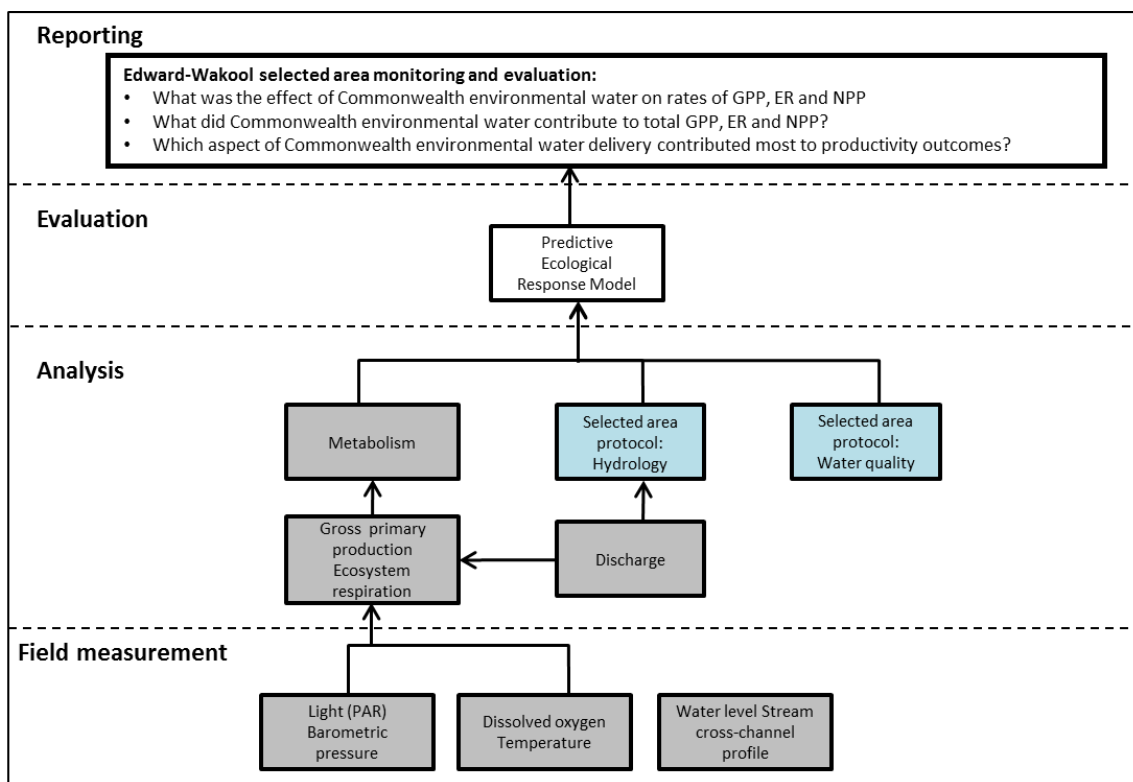 Reporting
Edward-Wakool selected area monitoring and evaluation:
• What was the effect of Commonwealth environmental water on rates of GPP, ER and NPP
• What did Commonwealth environmental water contribute to total GPP, ER and NPP?
• Which aspect of Commonwealth environmental water delivery contributed most to productivity outcomes?
Evaluation
Predictive
Ecological
Response Model
Analysis
Metabolism
Selected area
protocol:
Hydrology
Selected area
protocol:
Water quality
Gross primary
production
Ecosystem
respiration
Discharge
Field measurement
Light (PAR)
Barometric
pressure
Dissolved oxygen
Temperature
Water level Stream
cross-channel
profile